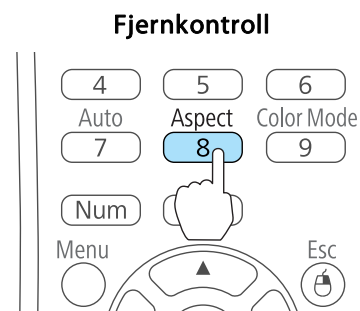 Fjernkontroll
4 5 6
Auto Aspect Color Mode
7 8 9
Num
Menu Esc